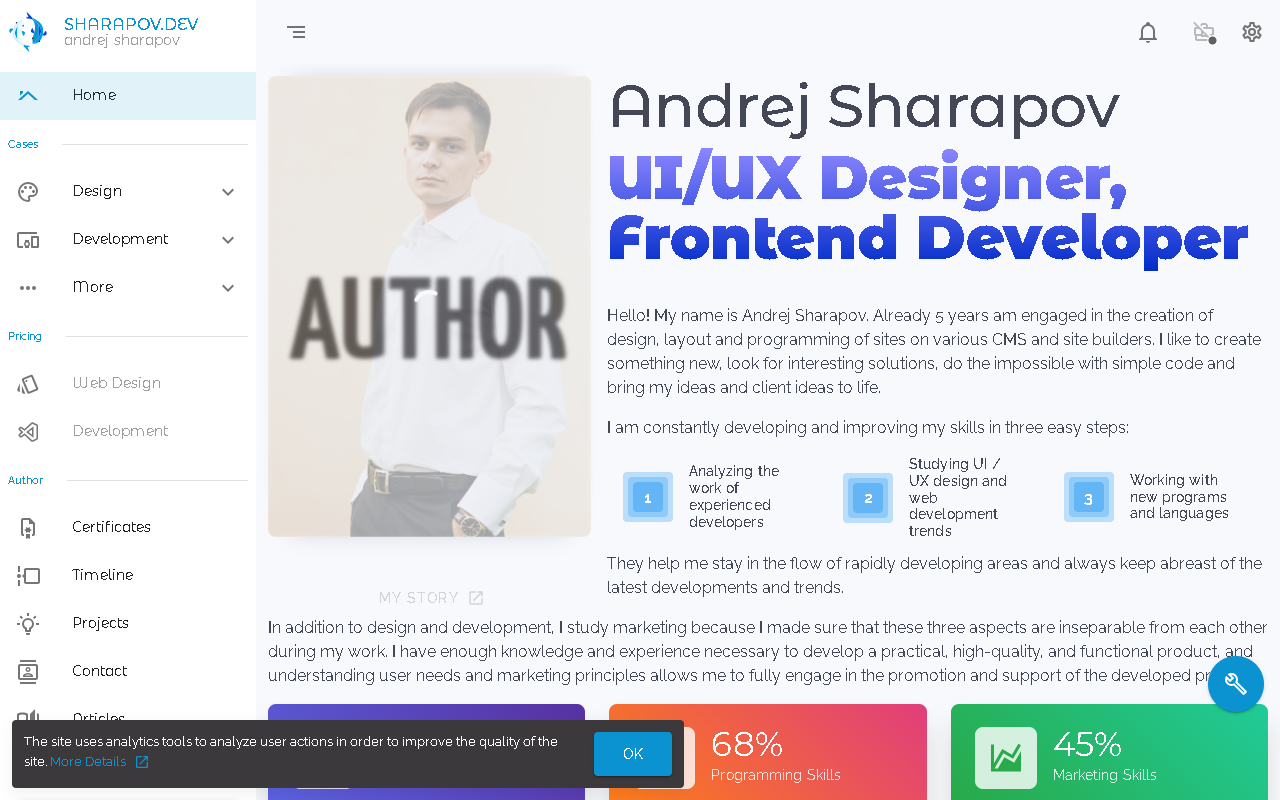 SHARAPOV.DEV
andrej sharapov
Home
Cases
Design
Development
More
Pricing
Web Design
Development
Author
Certificates
Timeline
Projects
Contact
Articles
AUTHOR
MY STORY
Andrej Sharapov
UI/UX Designer,
Frontend Developer
Hello! My name is Andrej Sharapov. Already 5 years am engaged in the creation of
design, layout and programming of sites on various CMS and site builders. I like to create
something new, look for interesting solutions, do the impossible with simple code and
bring my ideas and client ideas to life.
I am constantly developing and improving my skills in three easy steps:
1
Analyzing the
work of
experienced
developers
2
Studying UI /
UX design and
web
development
trends
3
Working with
new programs
and languages
They help me stay in the flow of rapidly developing areas and always keep abreast of the
latest developments and trends.
In addition to design and development, I study marketing because I made sure that these three aspects are inseparable from each other
during my work. I have enough knowledge and experience necessary to develop a practical, high-quality, and functional product, and
understanding user needs and marketing principles allows me to fully engage in the promotion and support of the developed
68%
Programming Skills
45%
Marketing Skills
The site uses analytics tools to analyze user actions in order to improve the quality of the
site. More Details
OK